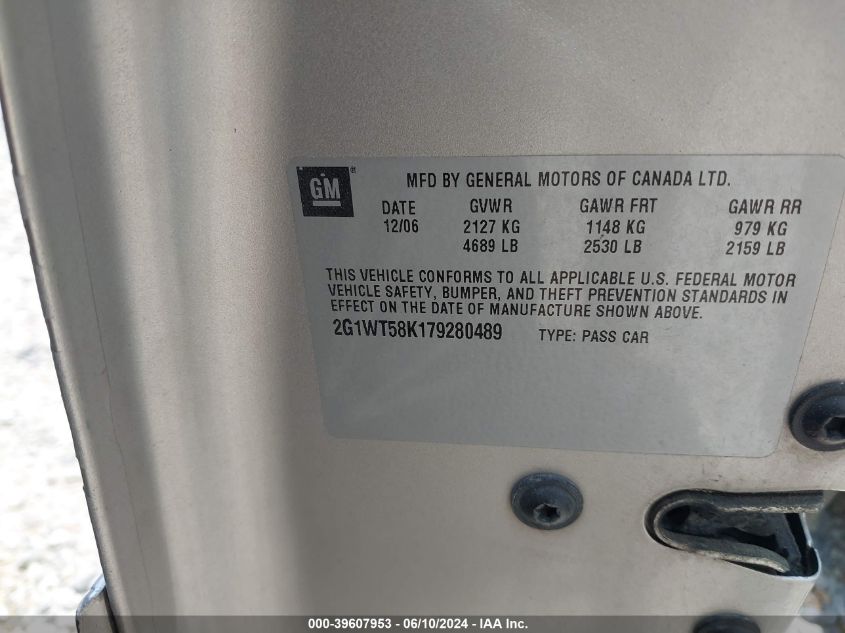 GM®
MFD BY GENERAL MOTORS OF CANADA LTD.
DATE GVWR GAWR FRT GAWR RR
12/06 2127 KG 1148 KG 979 KG
4689 LB 2530 LB 2159 LB
THIS VEHICLE CONFORMS TO ALL APPLICABLE U.S. FEDERAL MOTOR
VEHICLE SAFETY, BUMPER, AND THEFT PREVENTION STANDARDS IN
EFFECT ON THE DATE OF MANUFACTURE SHOWN ABOVE.
2G1WT58K179280489 TYPE: PASS CAR
000-39607953 - 06/10/2024 - IAA Inc.